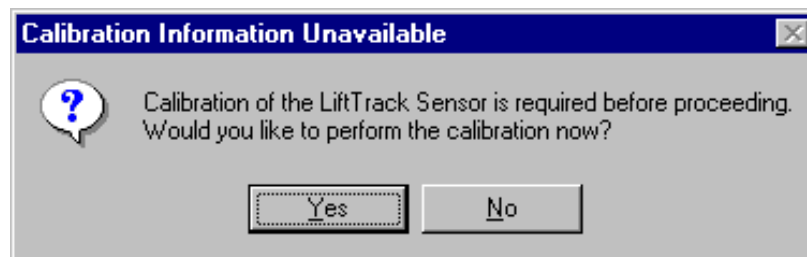 Calibration Information Unavailable
Calibration of the LiftTrack Sensor is required before proceeding.
Would you like to perform the calibration now?
Yes
No